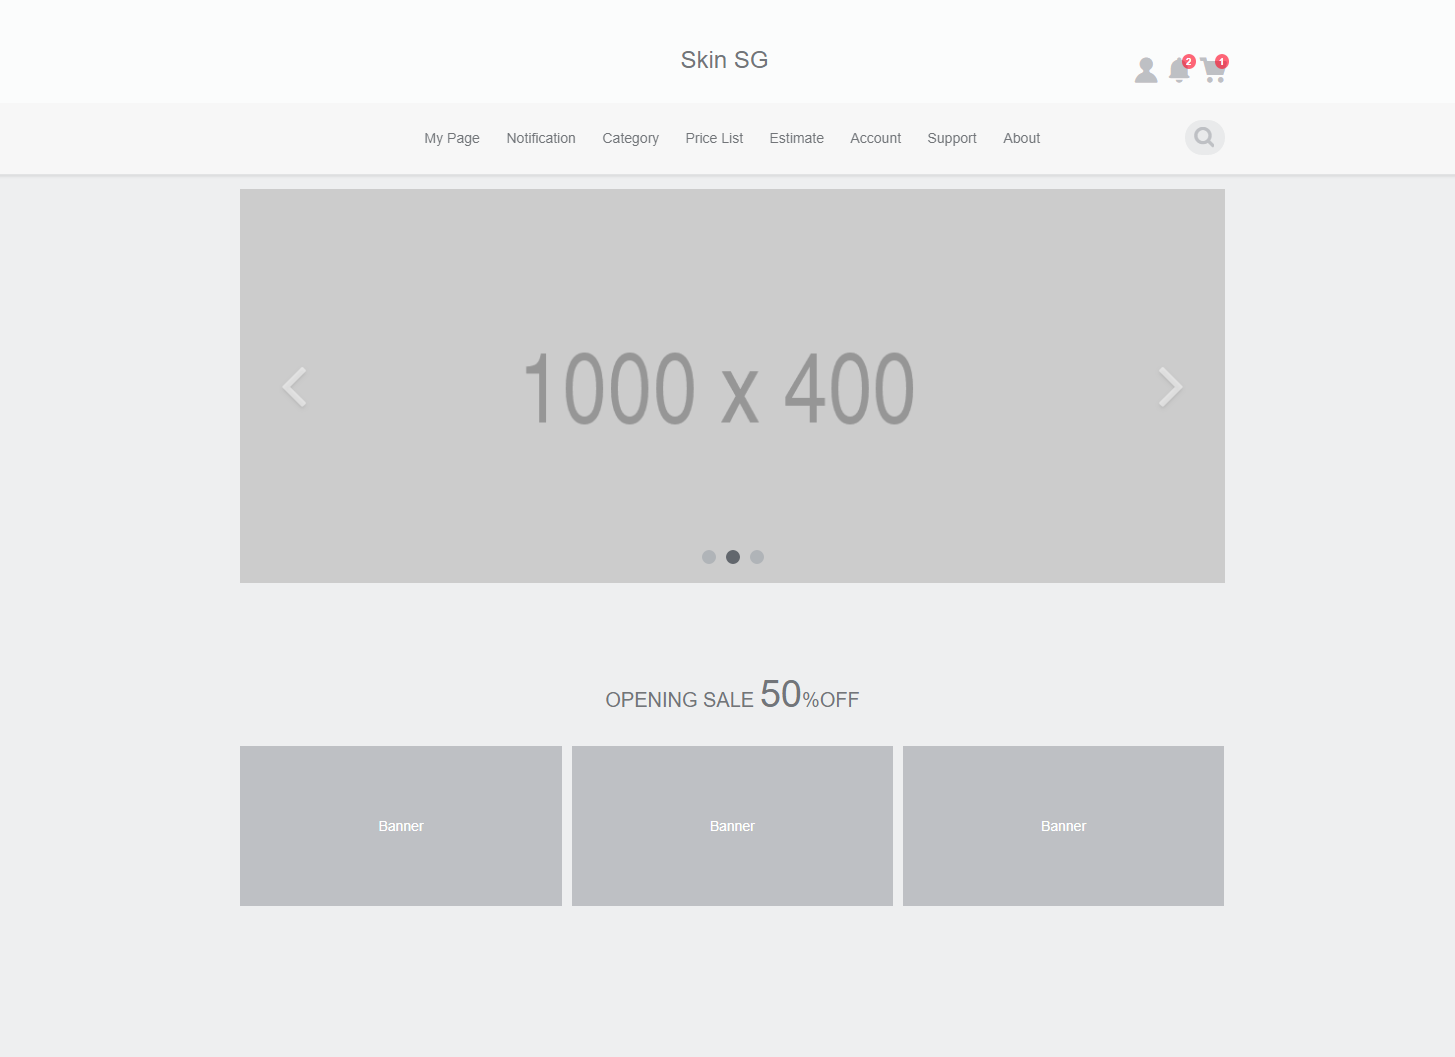 Skin SG
2
1
My Page Notification Category Price List Estimate Account Support About
1000 x 400
OPENING SALE 50%OFF
Banner Banner Banner